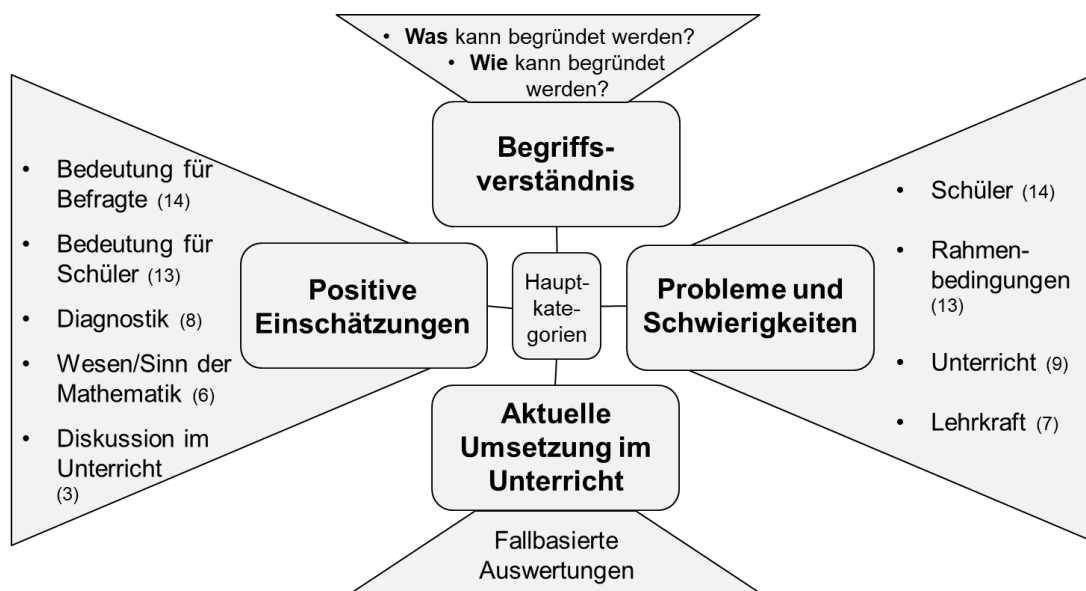 • Was kann begründet werden?
• Wie kann begründet
werden?
Begriffs-
verständnis
• Bedeutung für
Befragte (14)
• Bedeutung für
Schüler (13)
• Diagnostik (8)
• Wesen/Sinn der
Mathematik (6)
• Diskussion im
Unterricht
(3)
Positive
Einschätzungen
Haupt-
kate-
gorien
Probleme und
Schwierigkeiten
• Schüler (14)
• Rahmen-
bedingungen
(13)
• Unterricht (9)
• Lehrkraft (7)
Aktuelle
Umsetzung im
Unterricht
Fallbasierte
Auswertungen